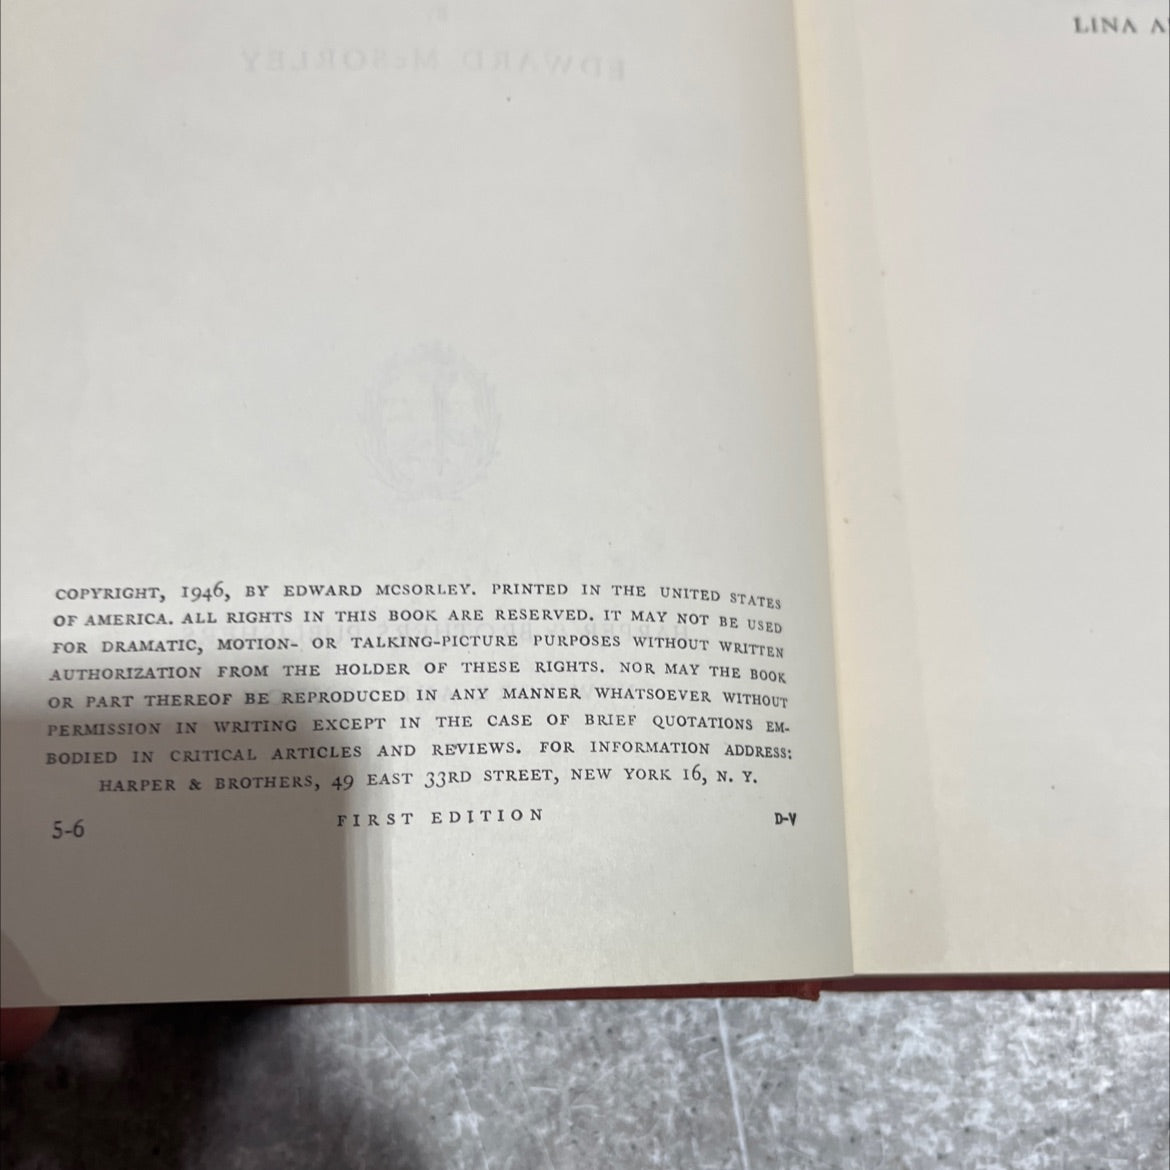 LINA
COPYRIGHT, 1946, BY EDWARD MCSORLEY. PRINTED IN THE UNITED STATES
OF AMERICA. ALL RIGHTS IN THIS BOOK ARE RESERVED. IT MAY NOT BE USED
FOR DRAMATIC, MOTION- OR TALKING-PICTURE PURPOSES WITHOUT WRITTEN
AUTHORIZATION FROM THE HOLDER OF THESE RIGHTS. NOR MAY THE BOOK
OR PART THEREOF BE REPRODUCED IN ANY MANNER WHATSOEVER WITHOUT
PERMISSION IN WRITING EXCEPT IN THE CASE OF BRIEF QUOTATIONS EM-
BODIED IN CRITICAL ARTICLES AND REVIEWS. FOR INFORMATION ADDRESS:
HARPER & BROTHERS, 49 EAST 33RD STREET, NEW YORK 16, N. Y.
FIRST EDITION
5-6 D-V